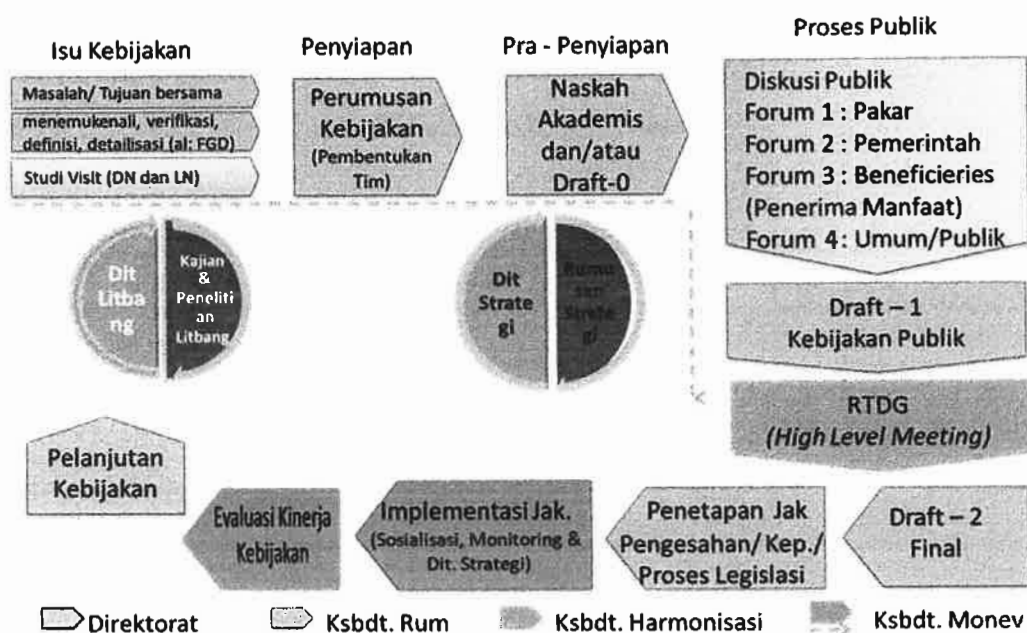 Isu Kebijakan
Penyiapan
Pra - Penyiapan
Proses Publik
Masalah/ Tujuan bersama
menemukenali, verifikasi,
definisi, detailisasi (al: FGD)
Studi Visit (DN dan LN)
Perumusan
Kebijakan
(Pembentukan
Tim)
Naskah
Akademis
dan/atau
Draft-0
Diskusi Publik
Forum 1 : Pakar
Forum 2 : Pemerintah
Forum 3 : Beneficieries
(Penerima Manfaat)
Forum 4 : Umum/Publik
Dit
Litba
ng
Kajian
&
Peneliti
an
Litbang
Dit
Strate
gi
Rumu
san
Strate
gi
Draft – 1
Kebijakan Publik
RTDG
(High Level Meeting)
Draft – 2
Final
Penetapan Jak
Pengesahan/ Kep./
Proses Legislasi
Implementasi Jak.
(Sosialisasi, Monitoring &
Dit. Strategi)
Evaluasi Kinerja
Kebijakan
Pelanjutan
Kebijakan
Direktorat
Ksbdt. Rum
Ksbdt. Harmonisasi
Ksbdt. Monev